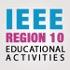 IEEE
REGION 10
EDUCATIONAL
ACTIVITIES